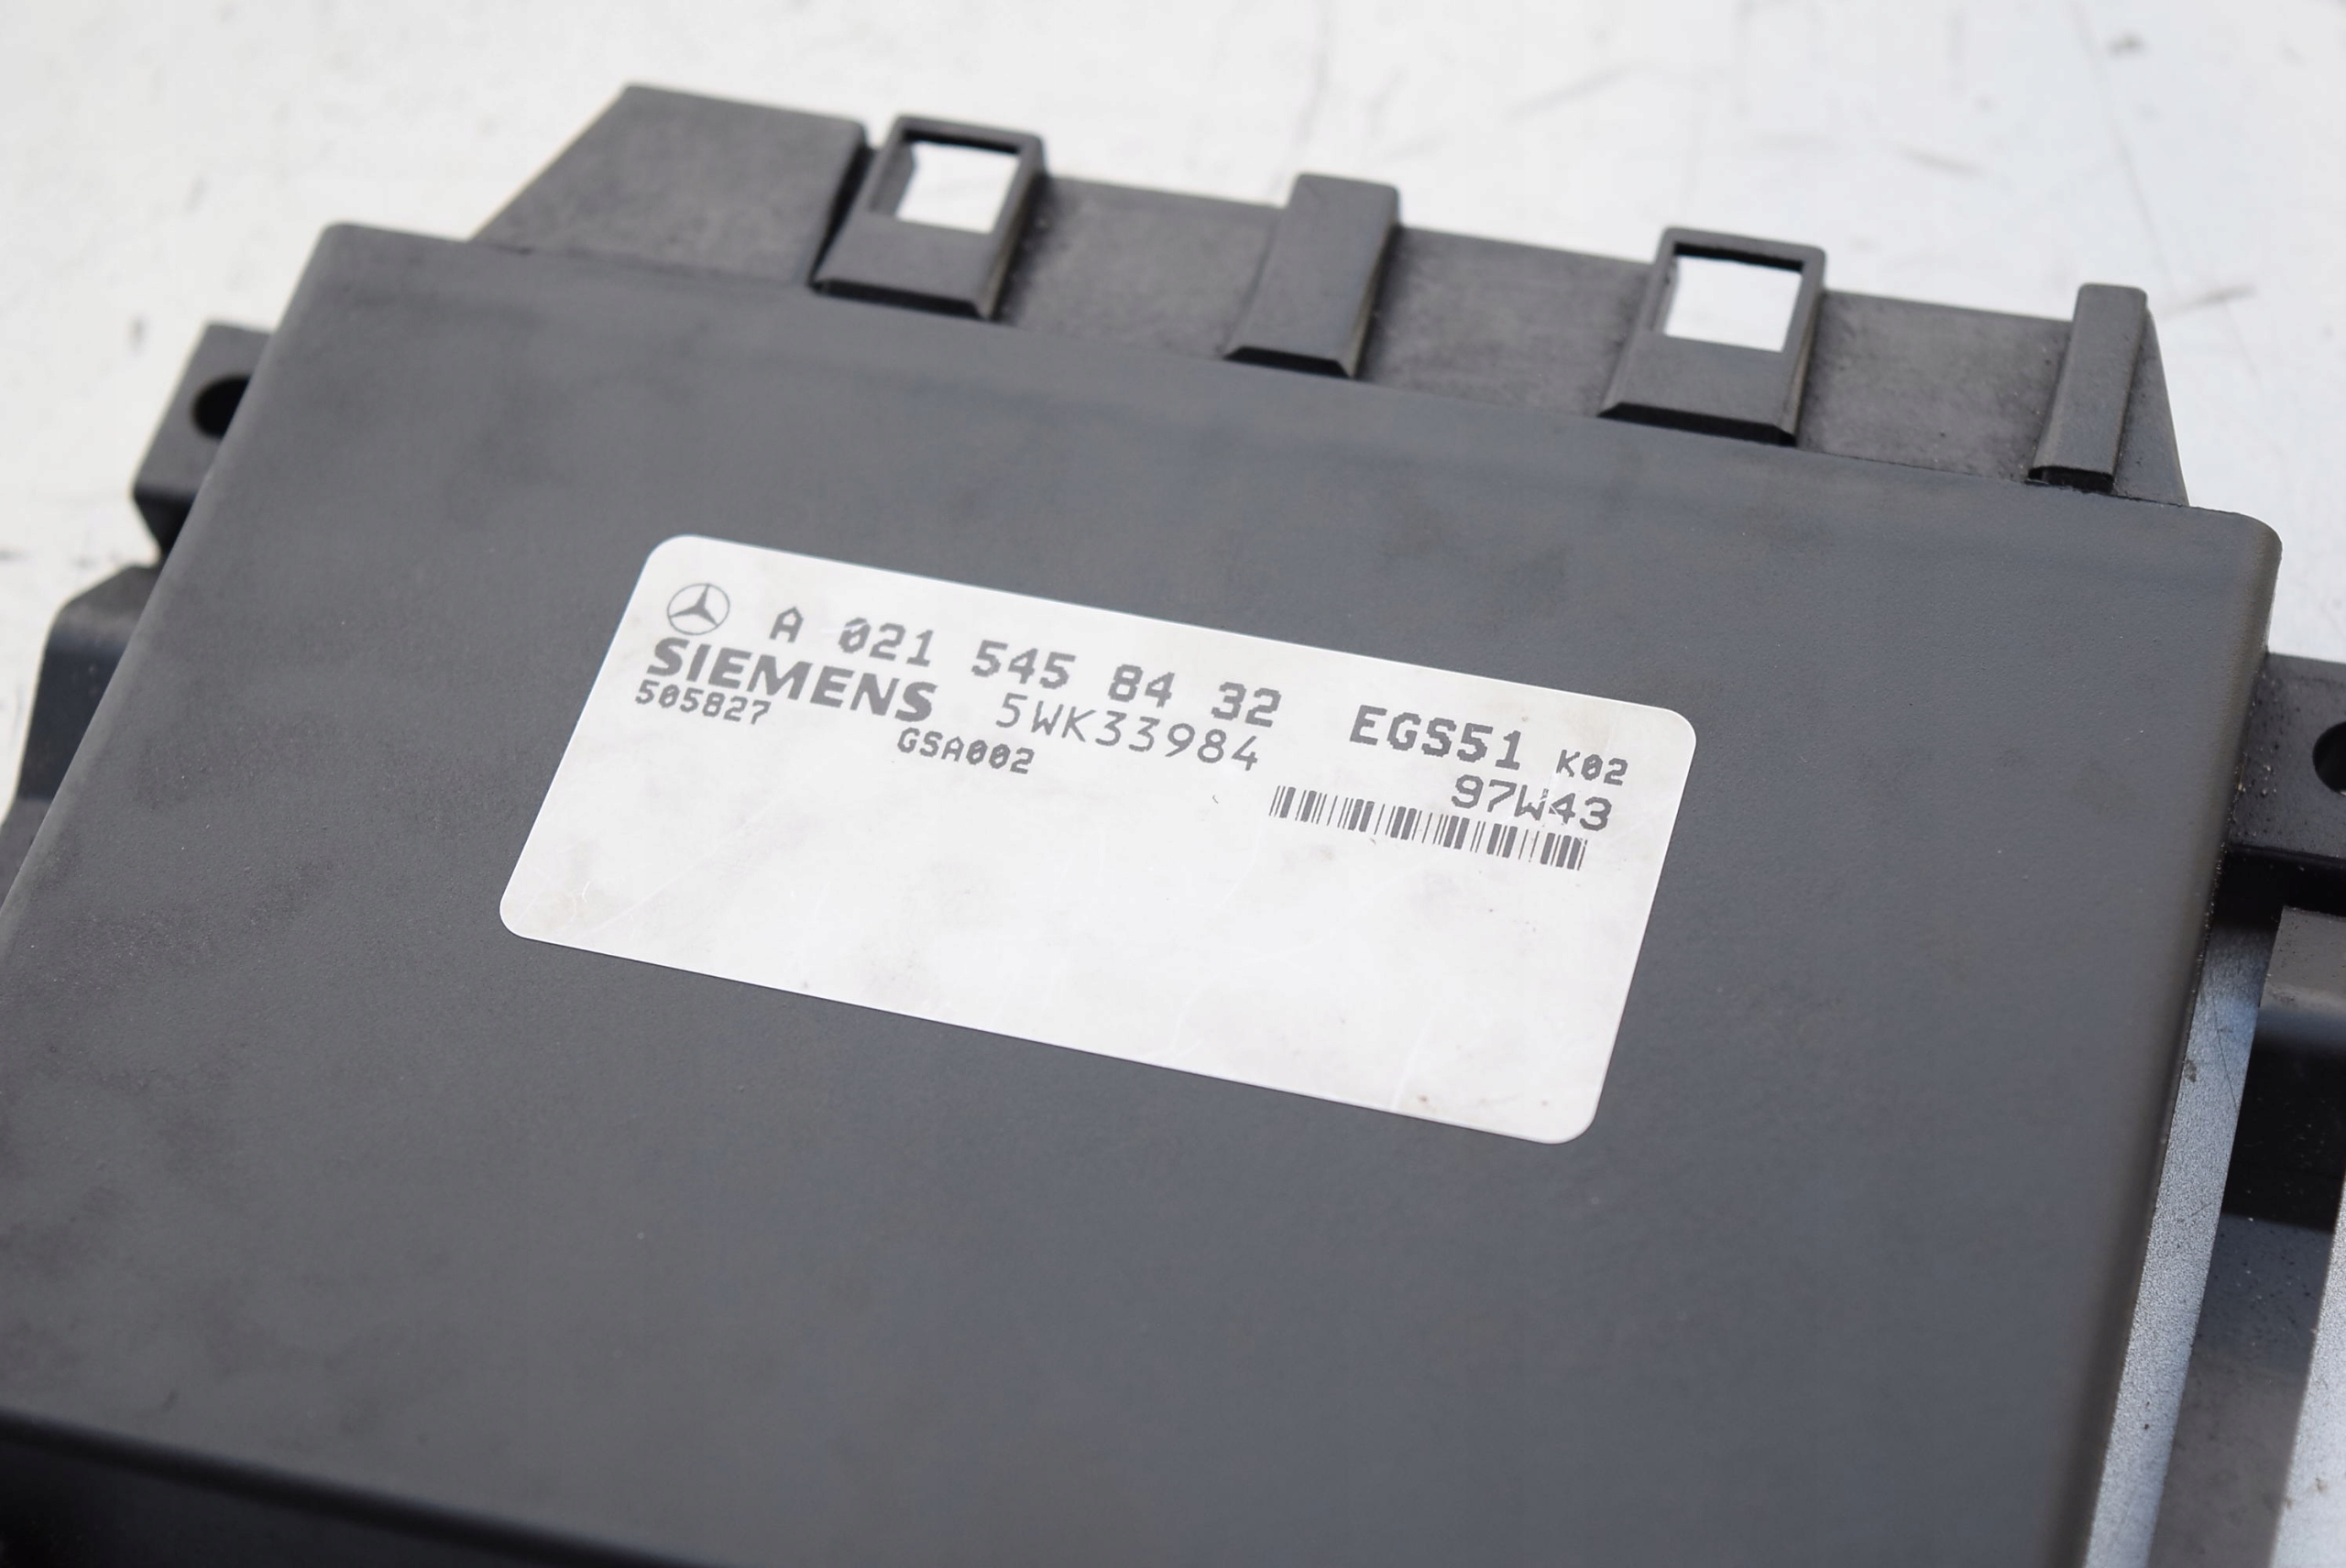 A 021 545 84 32 EGS51 K02
SIEMENS 5WK33984 97W43
505827 GSA002